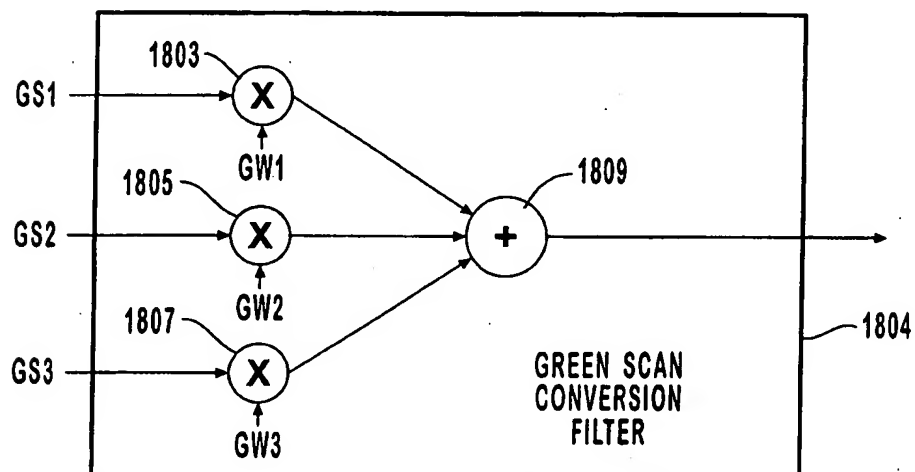 1803
GS1
X
GW1
1805
1809
GS2
X
+
GW2
1807
1804
GS3
X
GREEN SCAN
CONVERSION
FILTER
GW3